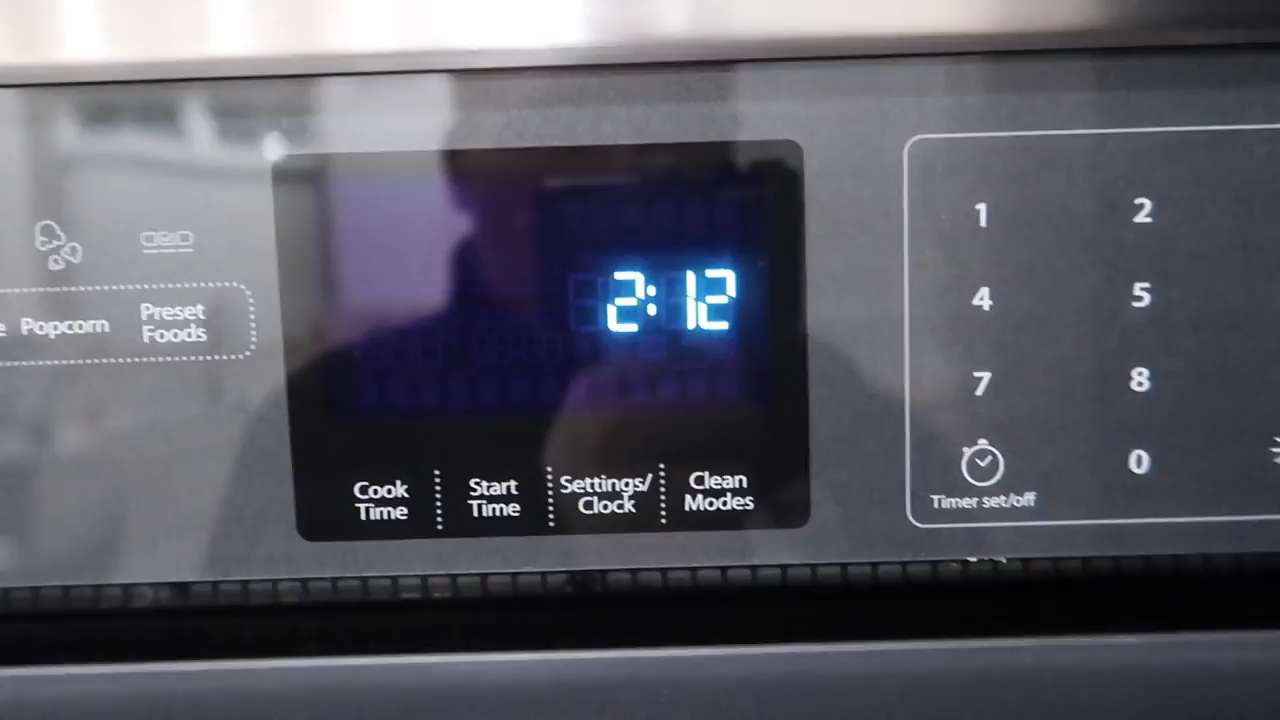 Popcorn
Preset
Foods
2:12
Cook
Time
Start
Time
Settings/
Clock
Clean
Modes
1 2
4 5
7 8
0
Timer set/off